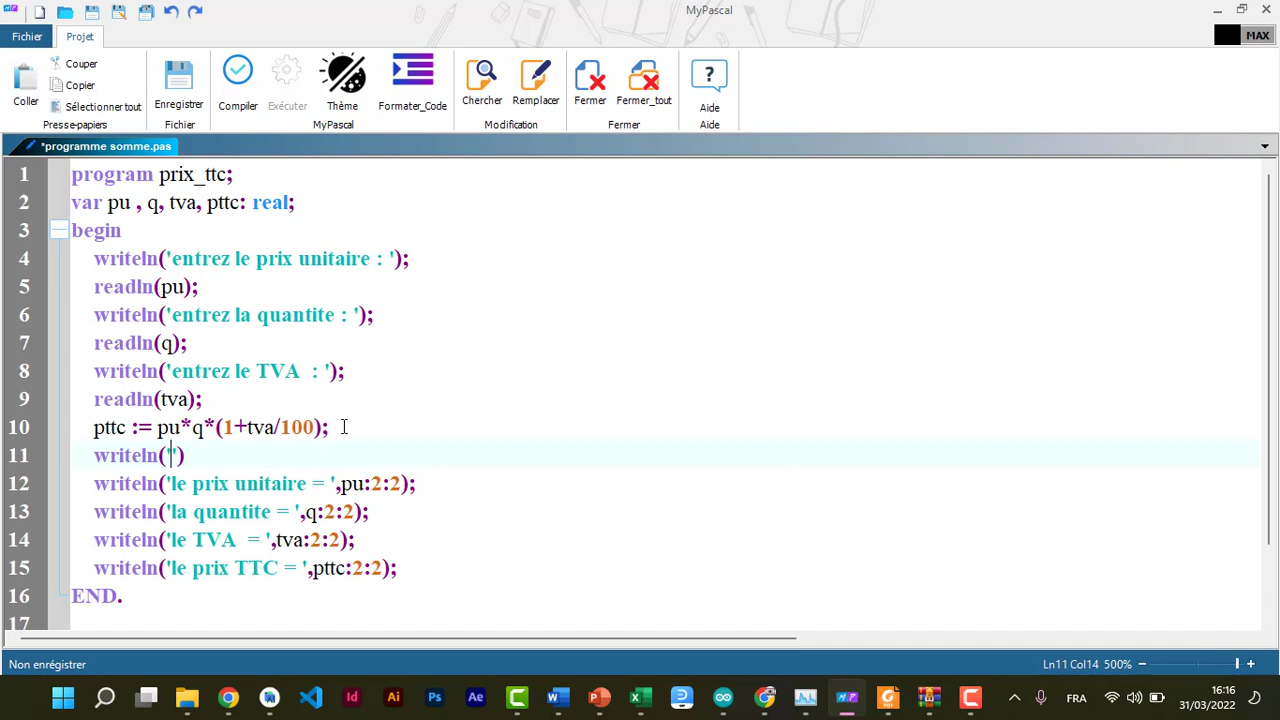 MyPascal
Fichier
Projet
MAX
Coller
Couper
Copier
Sélectionner tout
Presse-papiers
Enregistrer
Fichier
Compiler
Exécuter
Thème
Formater_Code
MyPascal
Chercher
Remplacer
Modification
Fermer
Fermer_tout
Fermer
Aide
Aide
*programme somme.pas
1 program prix_ttc;
2 var pu , q, tva, pttc: real;
3 begin
4 writeln('entrez le prix unitaire : ');
5 readln(pu);
6 writeln('entrez la quantite : ');
7 readln(q);
8 writeln('entrez le TVA  : ');
9 readln(tva);
10 pttc := pu*q*(1+tva/100);
11 writeln('')
12 writeln('le prix unitaire = ',pu:2:2);
13 writeln('la quantite = ',q:2:2);
14 writeln('le TVA  = ',tva:2:2);
15 writeln('le prix TTC = ',pttc:2:2);
16 END.
17
Non enrégistrer
Ln11 Col14 500%
FRA
16:16
31/03/2022